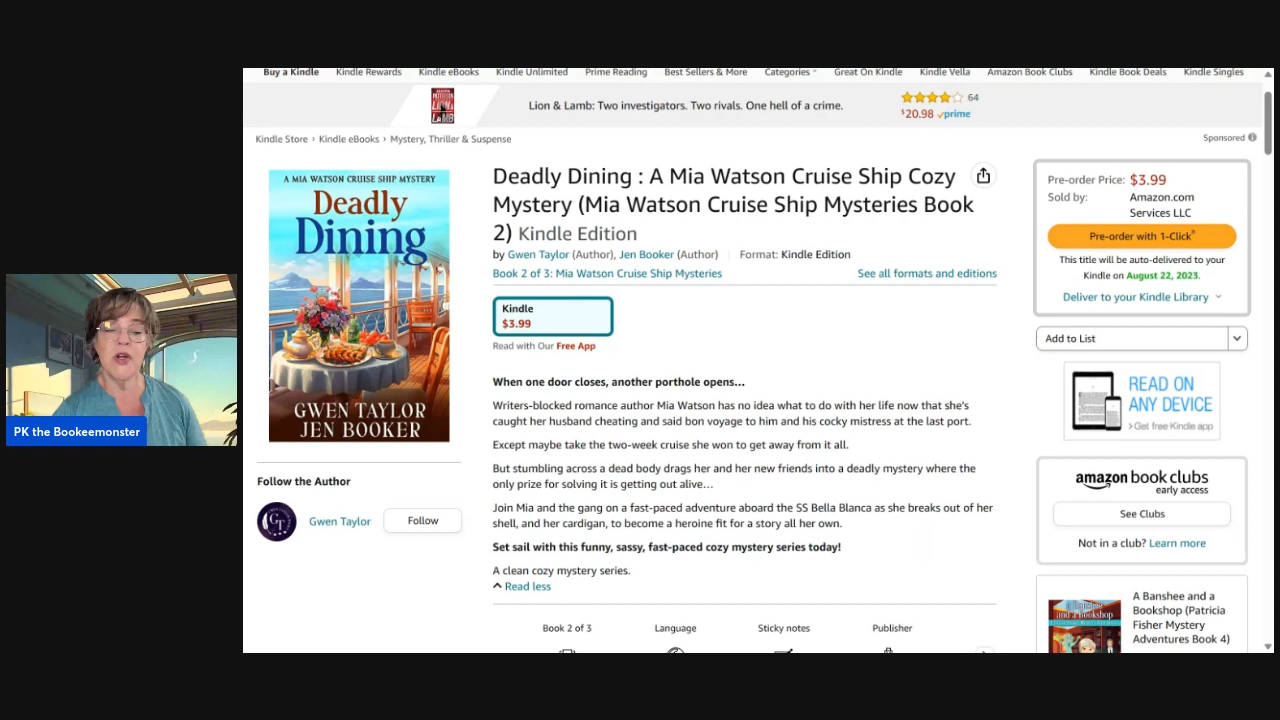 Buy a Kindle Kindle Rewards Kindle eBooks Kindle Unlimited Prime Reading Best Sellers & More Categories Great On Kindle Kindle Vella Amazon Book Clubs Kindle Book Deals Kindle Singles
Lion & Lamb: Two investigators. Two rivals. One hell of a crime.
64
$20.98 prime
Kindle Store › Kindle eBooks › Mystery, Thriller & Suspense
Sponsored
A MIA WATSON CRUISE SHIP MYSTERY
Deadly
Dining
GWEN TAYLOR
JEN BOOKER
Follow the Author
GT
Gwen Taylor
Follow
PK the Bookeemonster
Deadly Dining : A Mia Watson Cruise Ship Cozy
Mystery (Mia Watson Cruise Ship Mysteries Book
2) Kindle Edition
by Gwen Taylor (Author), Jen Booker (Author) | Format: Kindle Edition
Book 2 of 3: Mia Watson Cruise Ship Mysteries
See all formats and editions
Kindle
$3.99
Read with Our Free App
When one door closes, another porthole opens...
Writers-blocked romance author Mia Watson has no idea what to do with her life now that she's
caught her husband cheating and said bon voyage to him and his cocky mistress at the last port.
Except maybe take the two-week cruise she won to get away from it all.
But stumbling across a dead body drags her and her new friends into a deadly mystery where the
only prize for solving it is getting out alive...
Join Mia and the gang on a fast-paced adventure aboard the SS Bella Blanca as she breaks out of her
shell, and her cardigan, to become a heroine fit for a story all her own.
Set sail with this funny, sassy, fast-paced cozy mystery series today!
A clean cozy mystery series.
Read less
Book 2 of 3 Language Sticky notes Publisher
Pre-order Price: $3.99
Sold by: Amazon.com
Services LLC
Pre-order with 1-Click®
This title will be auto-delivered to your
Kindle on August 22, 2023.
Deliver to your Kindle Library
Add to List
READ ON
ANY DEVICE
› Get free Kindle app
amazon book clubs
early access
See Clubs
Not in a club? Learn more
A Banshee and a
Bookshop (Patricia
Fisher Mystery
Adventures Book 4)